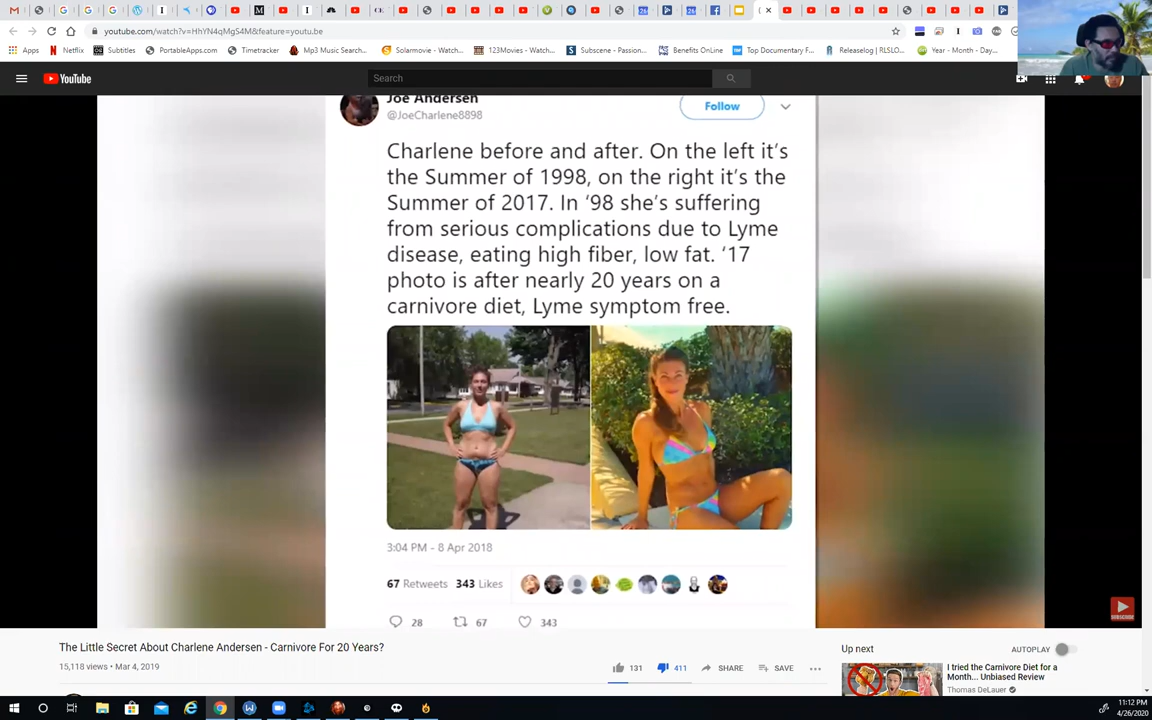 youtube.com/watch?v=HhYN4qMgS4M&feature=youtu.be
Apps Netflix Subtitles PortableApps.com Timetracker Mp3 Music Search... Solarmovie - Watch... 123Movies - Watch... Subscene - Passion... Benefits OnLine Top Documentary F... Releaselog | RLSLO... Year - Month - Day...
YouTube
Search
Joe Andersen
@JoeCharlene8898
Follow
Charlene before and after. On the left it's
the Summer of 1998, on the right it's the
Summer of 2017. In '98 she's suffering
from serious complications due to Lyme
disease, eating high fiber, low fat. '17
photo is after nearly 20 years on a
carnivore diet, Lyme symptom free.
3:04 PM - 8 Apr 2018
67 Retweets 343 Likes
28 67 343
SUBSCRIBE
The Little Secret About Charlene Andersen - Carnivore For 20 Years?
15,118 views • Mar 4, 2019
131 411 SHARE SAVE
Up next
AUTOPLAY
I tried the Carnivore Diet for a
Month... Unbiased Review
Thomas DeLauer
11:12 PM
4/26/2020